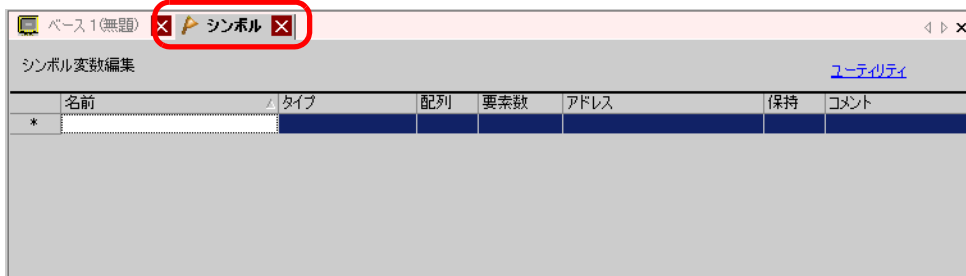 ベース 1(無題) シンボル
シンボル変数編集 ユーティリティ
名前 タイプ 配列 要素数 アドレス 保持 コメント
*